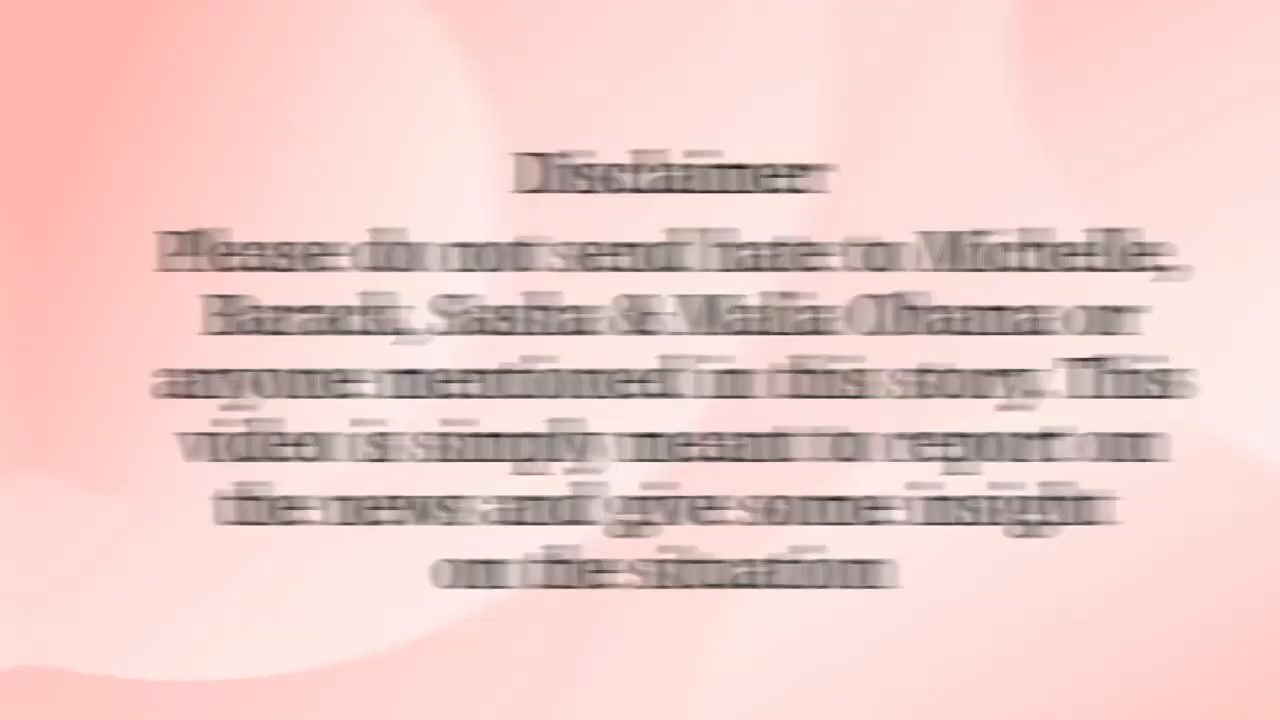 Disclaimer
Please do not send hate to Michelle,
Barack, Sasha & Malia Obama or
anyone mentioned in this story. This
video is simply meant to report on
the news and give some insight
on the situation